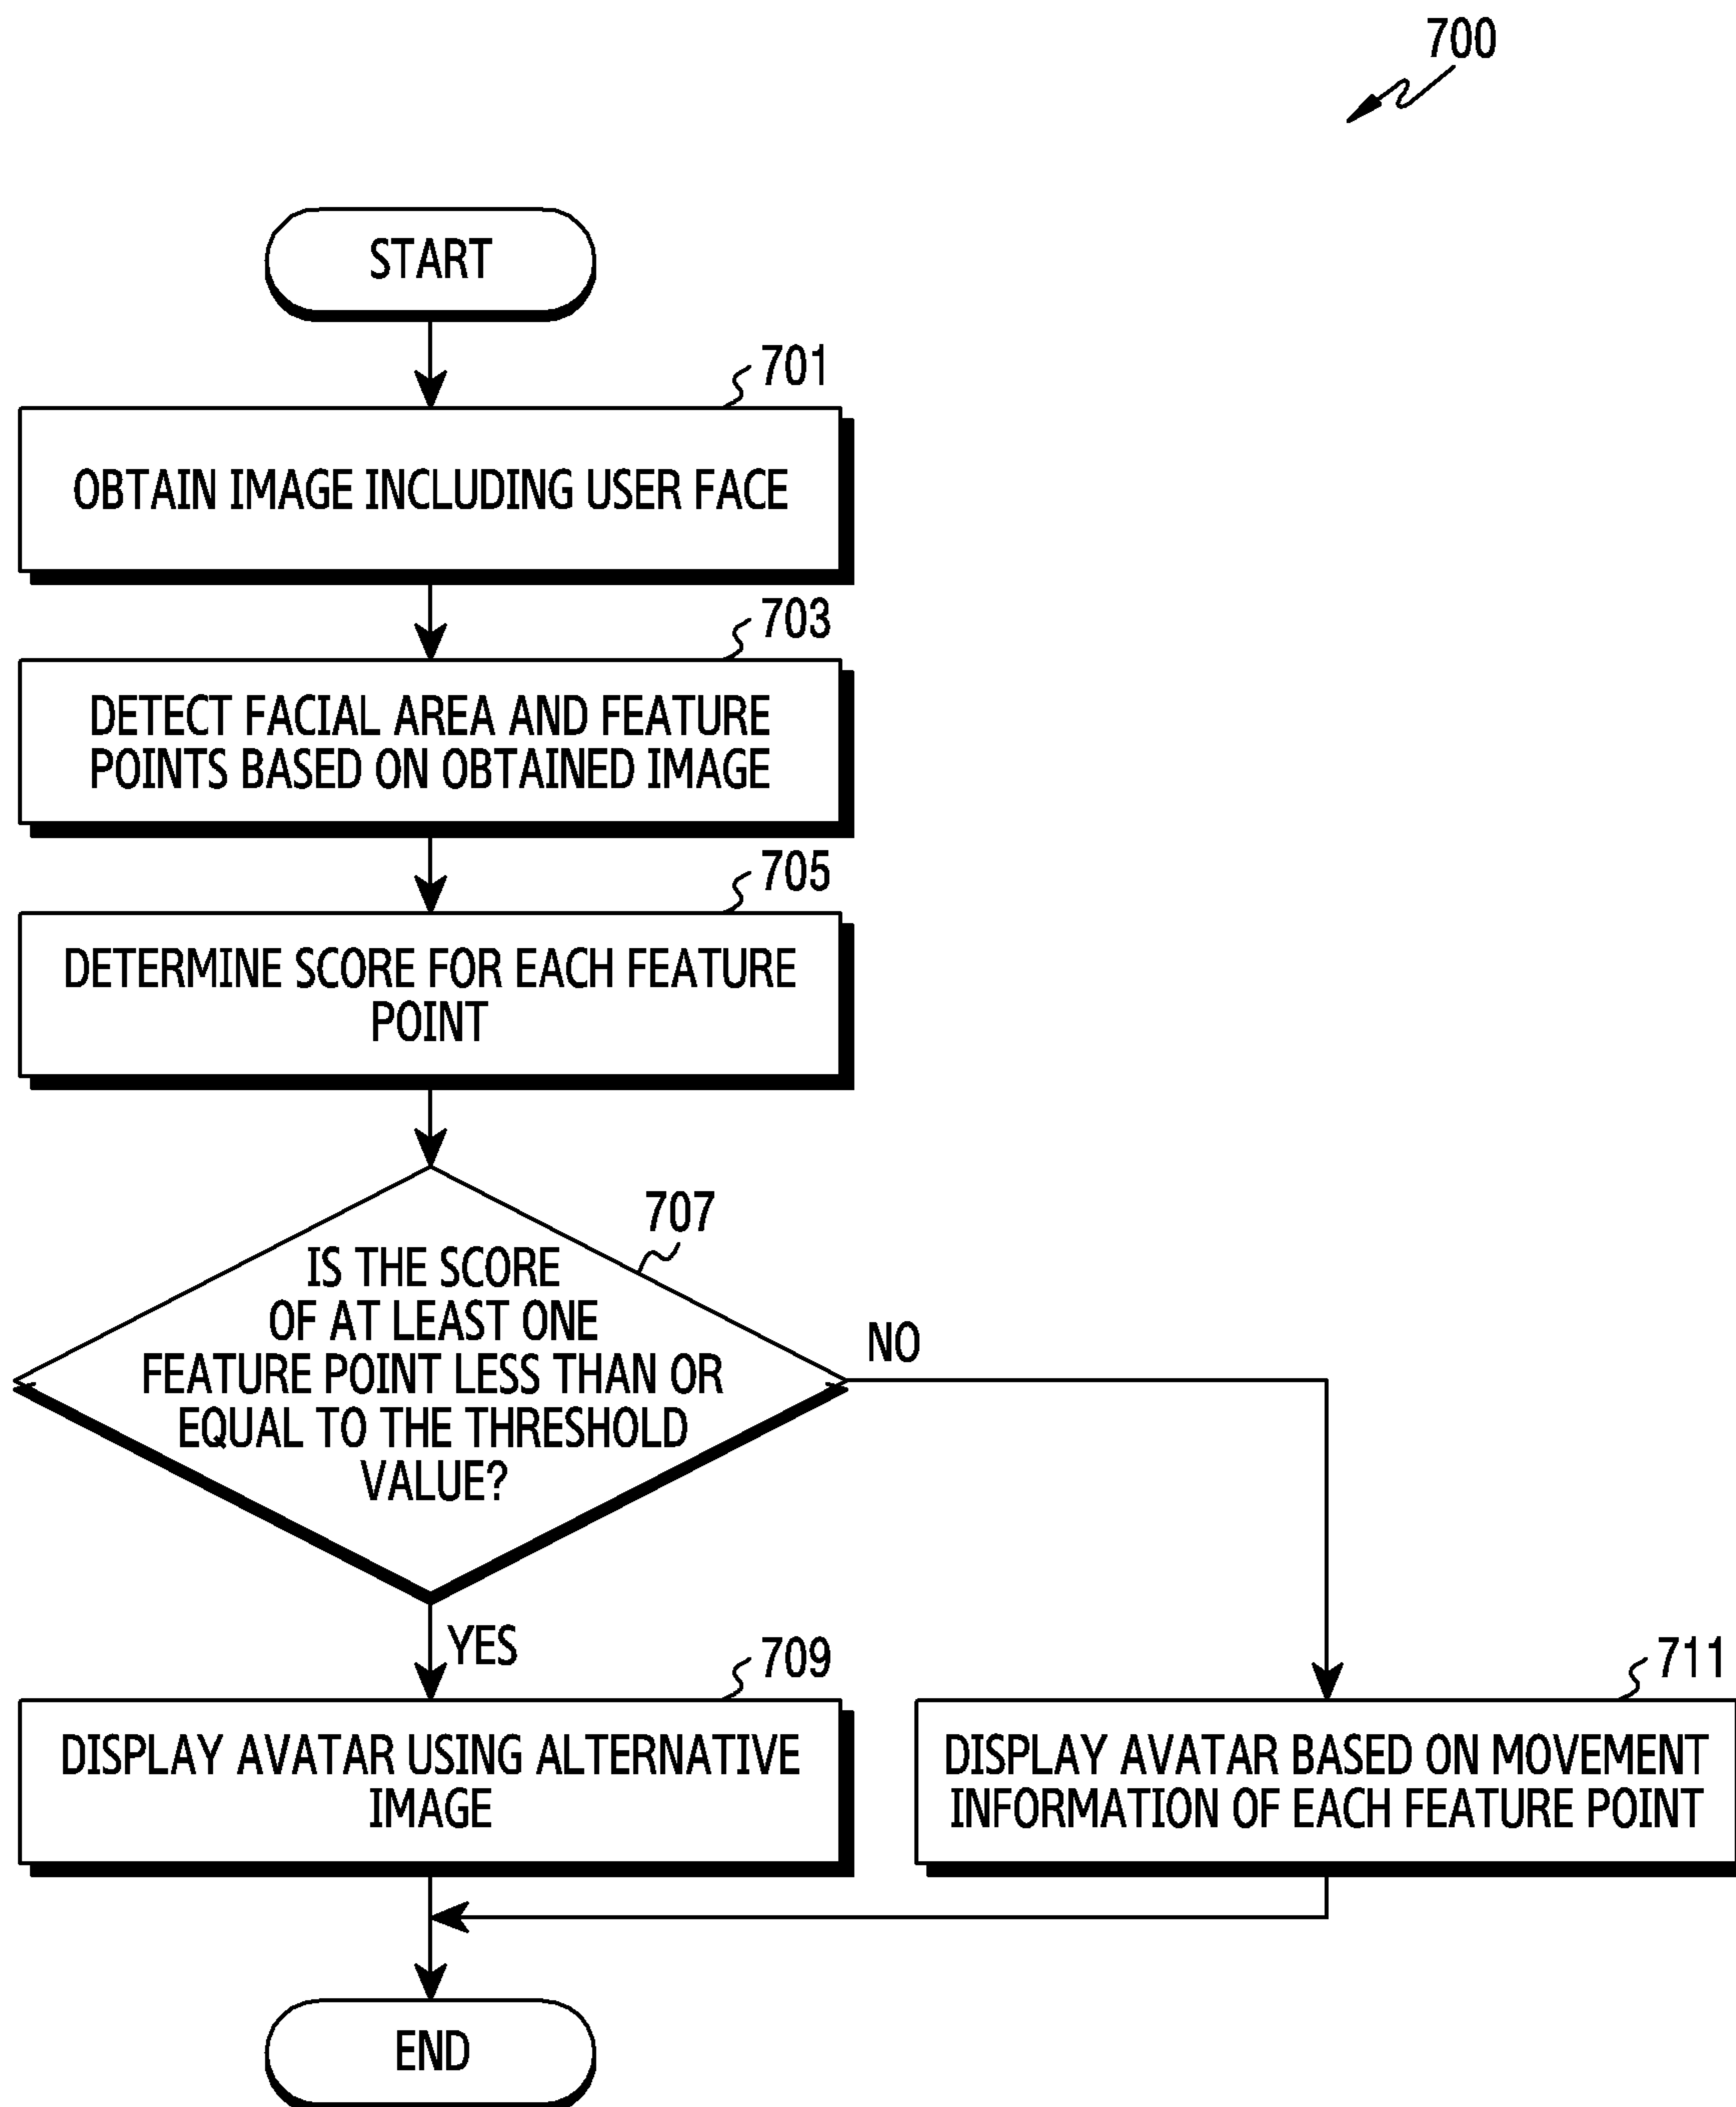 700
START
701
OBTAIN IMAGE INCLUDING USER FACE
703
DETECT FACIAL AREA AND FEATURE
POINTS BASED ON OBTAINED IMAGE
705
DETERMINE SCORE FOR EACH FEATURE
POINT
707
IS THE SCORE
OF AT LEAST ONE
FEATURE POINT LESS THAN OR
EQUAL TO THE THRESHOLD
VALUE?
NO
YES
709
DISPLAY AVATAR USING ALTERNATIVE
IMAGE
711
DISPLAY AVATAR BASED ON MOVEMENT
INFORMATION OF EACH FEATURE POINT
END